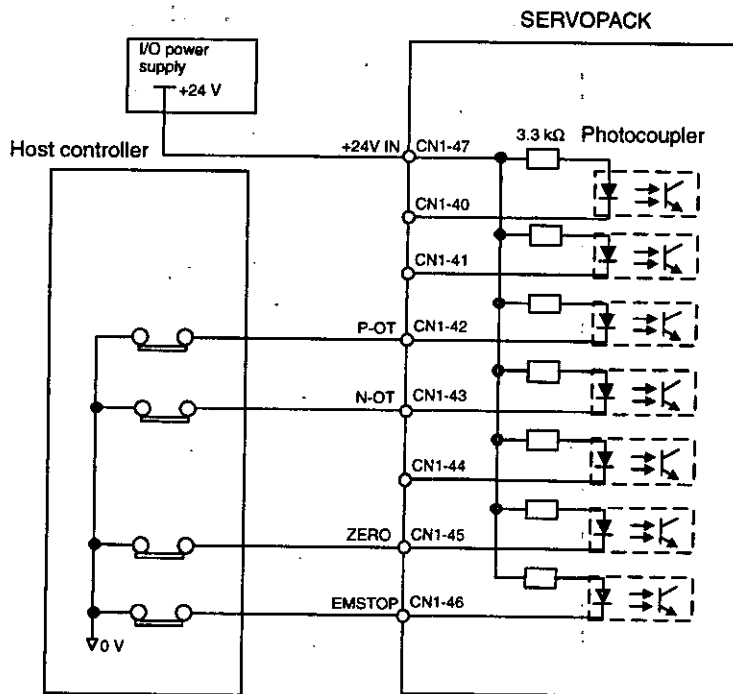 SERVOPACK
I/O power
supply
+24 V
Host controller
+24V IN
CN1-47
3.3 kΩ
Photocoupler
CN1-40
CN1-41
P-OT
CN1-42
N-OT
CN1-43
CN1-44
ZERO
CN1-45
EMSTOP
CN1-46
0 V